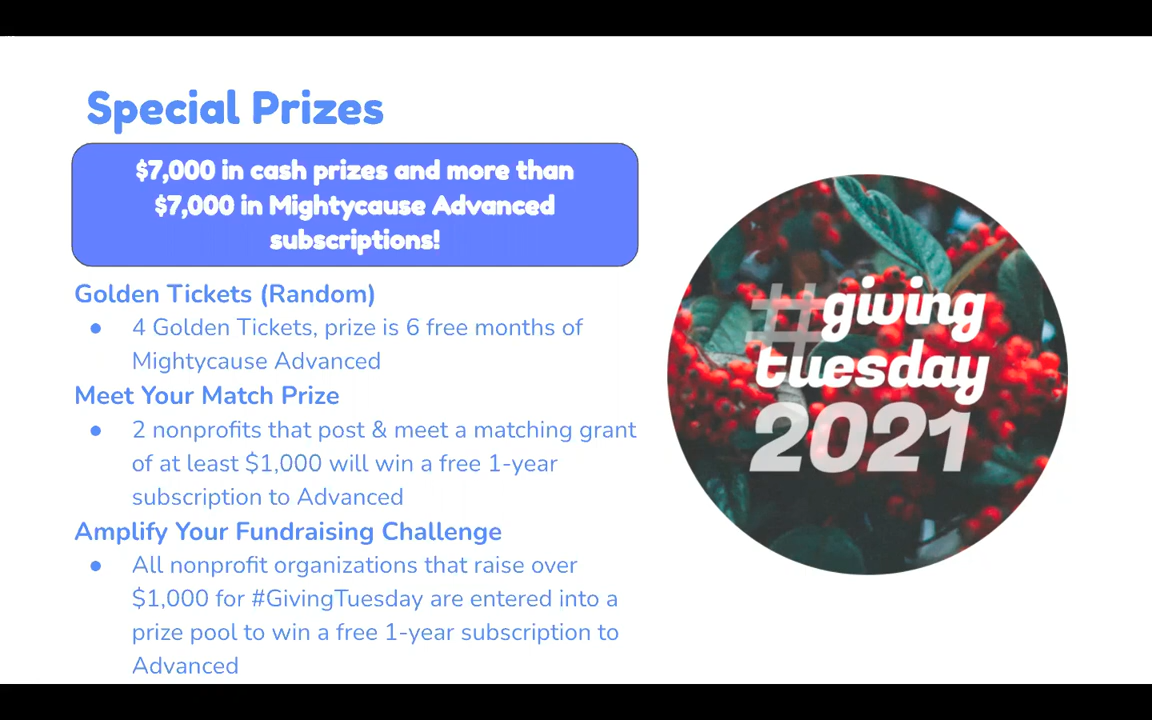 Special Prizes
$7,000 in cash prizes and more than
$7,000 in Mightycause Advanced
subscriptions!
Golden Tickets (Random)
● 4 Golden Tickets, prize is 6 free months of
Mightycause Advanced
Meet Your Match Prize
● 2 nonprofits that post & meet a matching grant
of at least $1,000 will win a free 1-year
subscription to Advanced
Amplify Your Fundraising Challenge
● All nonprofit organizations that raise over
$1,000 for #GivingTuesday are entered into a
prize pool to win a free 1-year subscription to
Advanced
#giving
tuesday
2021